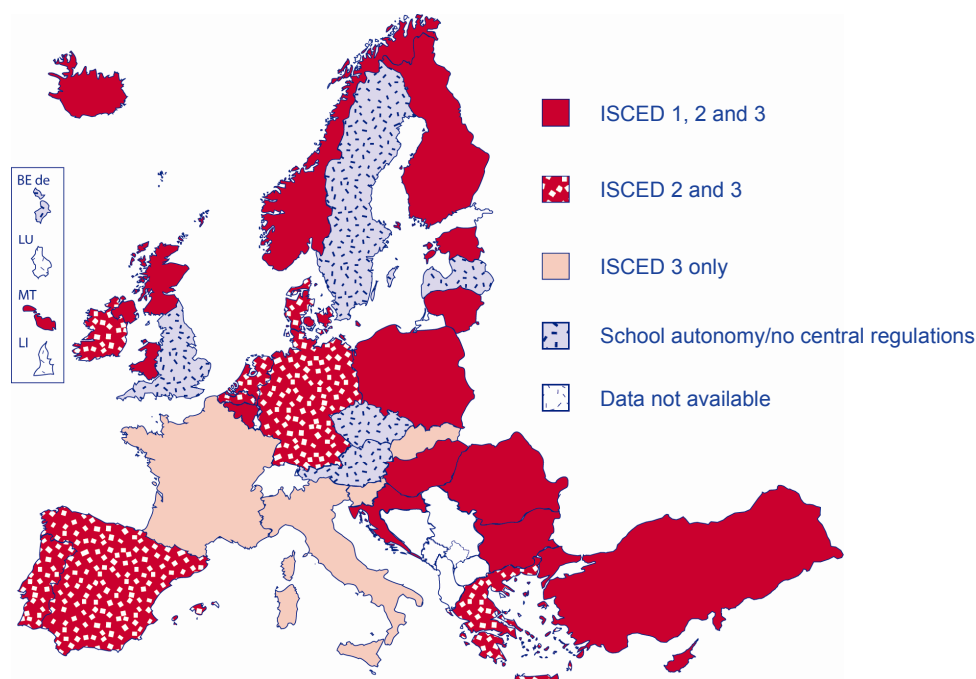 BE de
LU
MT
LI
ISCED 1, 2 and 3
ISCED 2 and 3
ISCED 3 only
School autonomy/no central regulations
Data not available